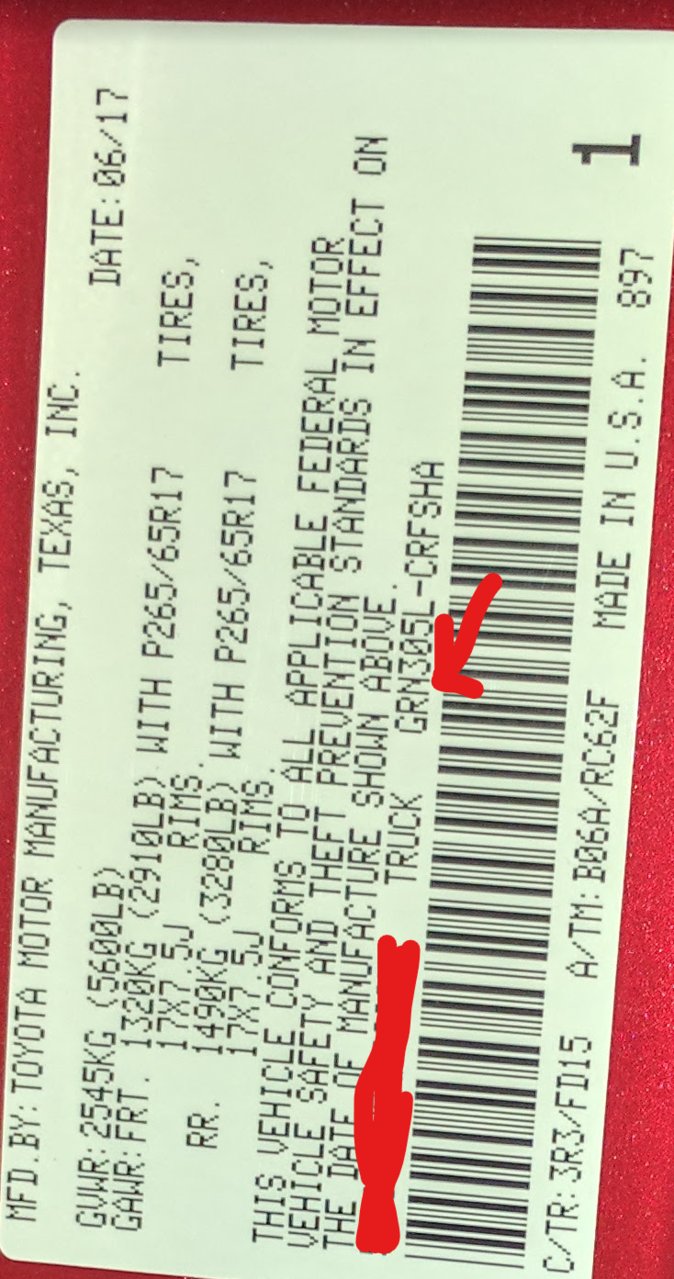 MFD.BY:TOYOTA MOTOR MANUFACTURING, TEXAS, INC.
GVWR:2545KG (5600LB) DATE:06/17
GAWR:FRT. 1320KG (2910LB) WITH P265/65R17 TIRES,
17X7.5J RIMS.
RR. 1490KG (3280LB) WITH P265/65R17 TIRES,
17X7.5J RIMS.
THIS VEHICLE CONFORMS TO ALL APPLICABLE FEDERAL MOTOR
VEHICLE SAFETY AND THEFT PREVENTION STANDARDS IN EFFECT ON
THE DATE OF MANUFACTURE SHOWN ABOVE.
TRUCK GRN305L-CRFSHA
C/TR:3R3/FD15 A/TM:B06A/RC62F MADE IN U.S.A. 897
1